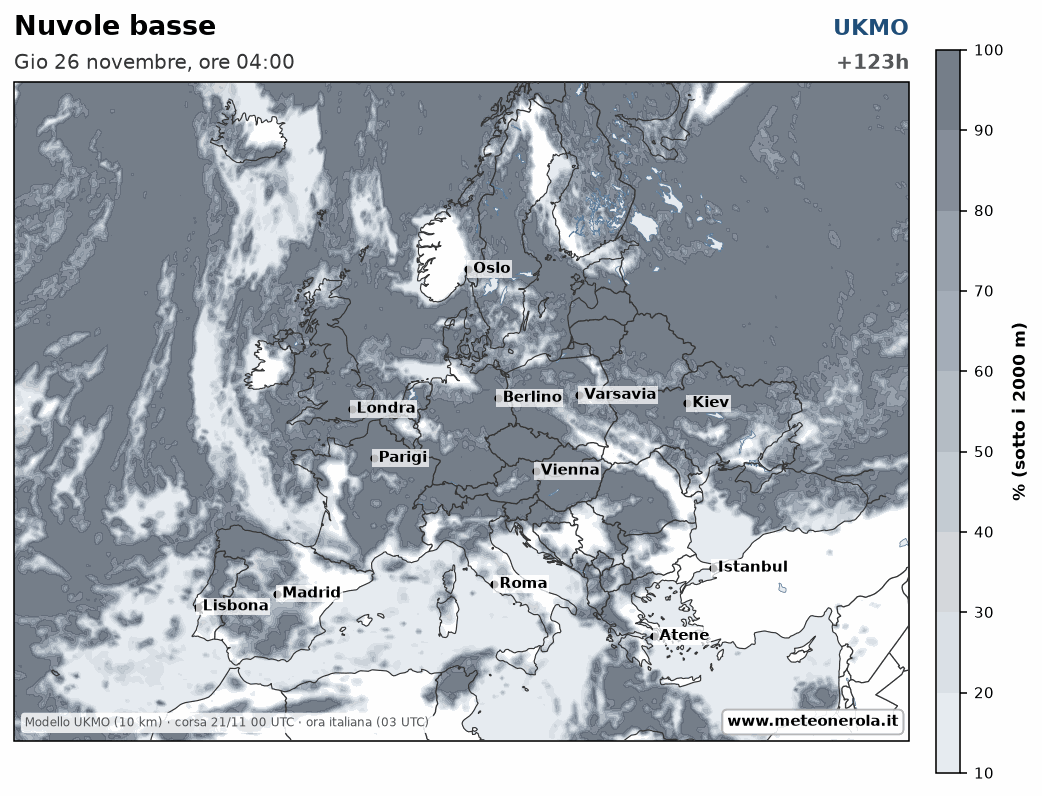 Nuvole basse
UKMO
Gio 26 novembre, ore 04:00
+123h
100
90
80
70
60
50
40
30
20
10
% (sotto i 2000 m)
Oslo
Berlino
Varsavia
Kiev
Londra
Parigi
Vienna
Istanbul
Roma
Madrid
Lisbona
Atene
Modello UKMO (10 km) · corsa 21/11 00 UTC · ora italiana (03 UTC)
www.meteonerola.it